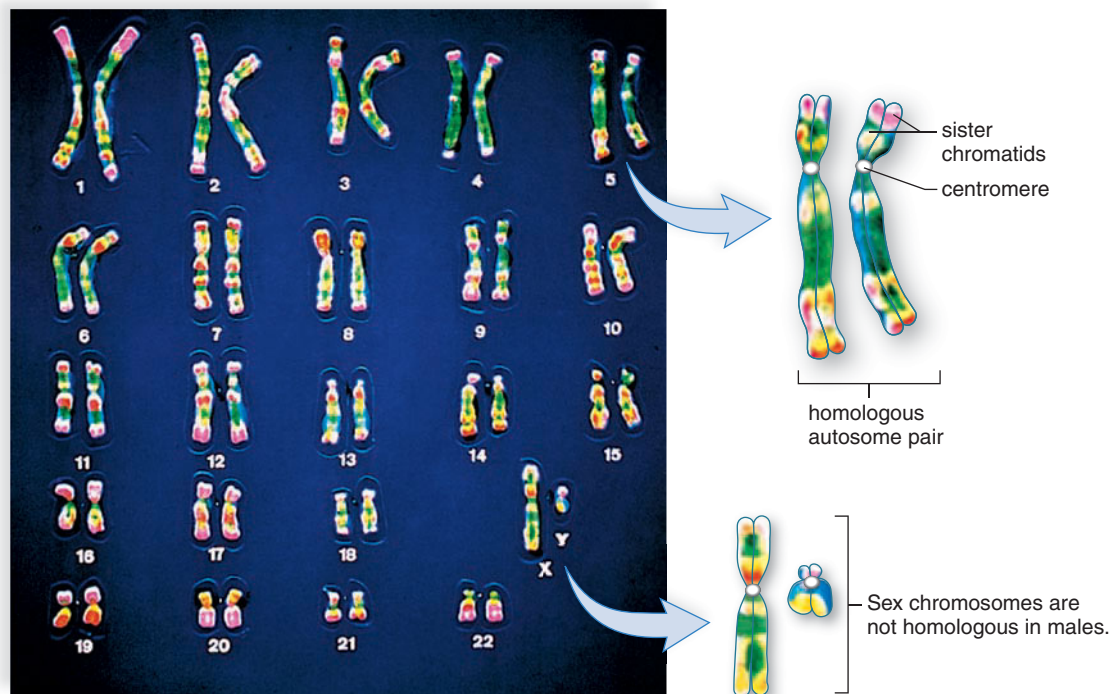 1
2
3
4
5
6
7
8
9
10
11
12
13
14
15
16
17
18
X
Y
19
20
21
22
sister
chromatids
centromere
homologous
autosome pair
Sex chromosomes are
not homologous in males.